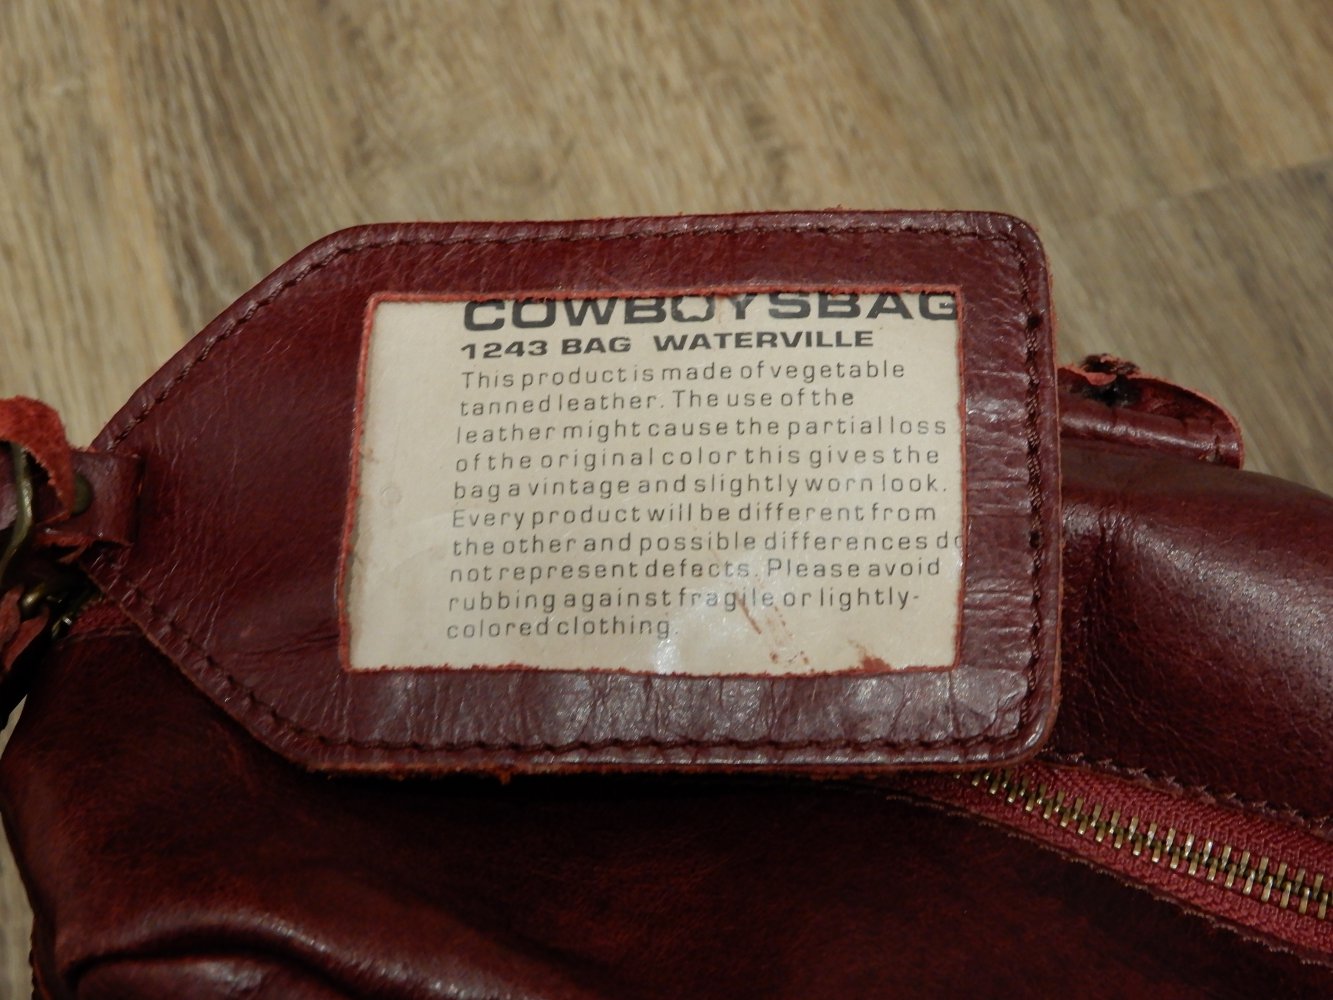 COWBOYSBAG
1243 BAG WATERVILLE
This product is made of vegetable
tanned leather. The use of the
leather might cause the partial loss
of the original color this gives the
bag a vintage and slightly worn look.
Every product will be different from
the other and possible differences do
not represent defects. Please avoid
rubbing against fragile or lightly-
colored clothing.